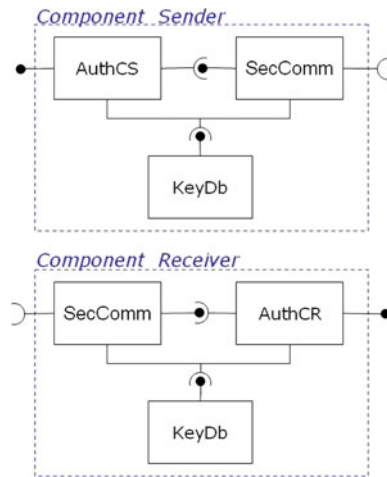 Component Sender
AuthCS
SecComm
KeyDb
Component Receiver
SecComm
AuthCR
KeyDb